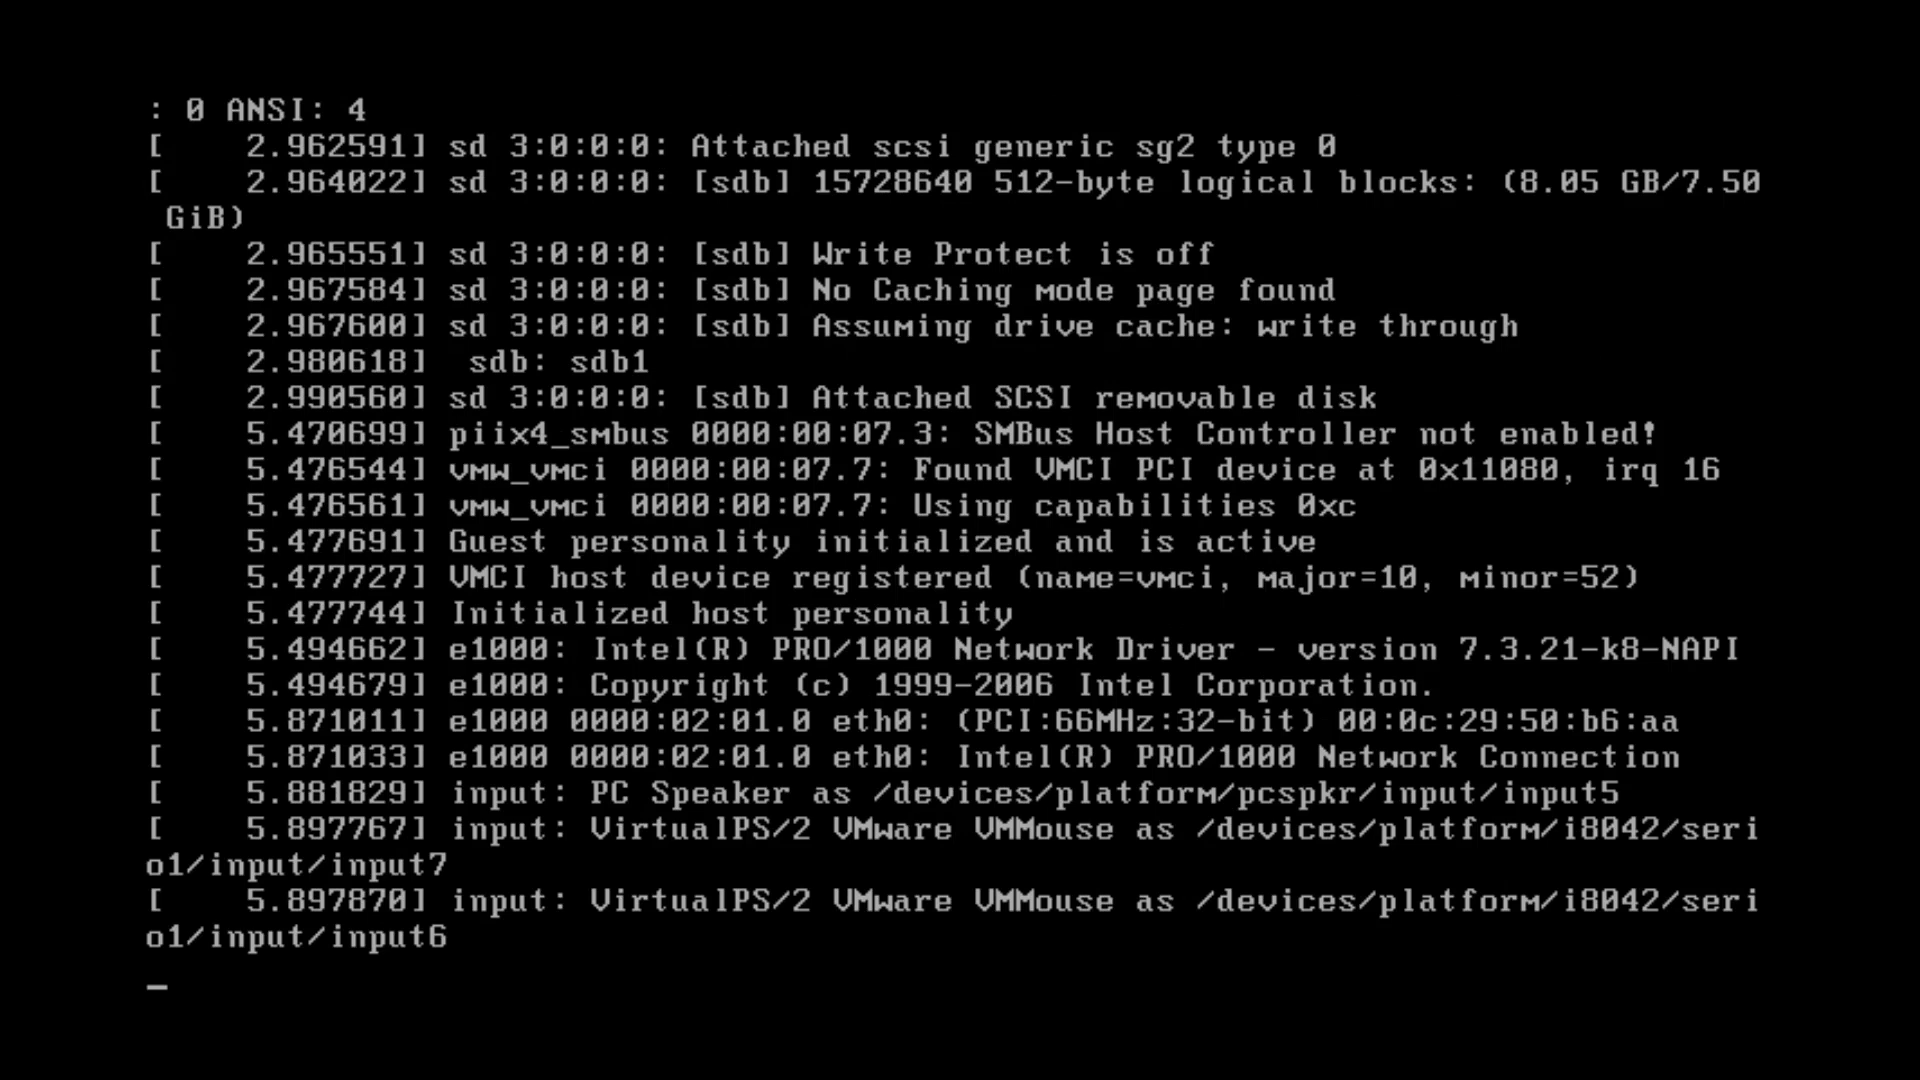 : 0 ANSI: 4
[    2.962591] sd 3:0:0:0: Attached scsi generic sg2 type 0
[    2.964022] sd 3:0:0:0: [sdb] 15728640 512-byte logical blocks: (8.05 GB/7.50
 GiB)
[    2.965551] sd 3:0:0:0: [sdb] Write Protect is off
[    2.967584] sd 3:0:0:0: [sdb] No Caching mode page found
[    2.967600] sd 3:0:0:0: [sdb] Assuming drive cache: write through
[    2.980618]  sdb: sdb1
[    2.990560] sd 3:0:0:0: [sdb] Attached SCSI removable disk
[    5.470699] piix4_smbus 0000:00:07.3: SMBus Host Controller not enabled!
[    5.476544] vmw_vmci 0000:00:07.7: Found VMCI PCI device at 0x11080, irq 16
[    5.476561] vmw_vmci 0000:00:07.7: Using capabilities 0xc
[    5.477691] Guest personality initialized and is active
[    5.477727] VMCI host device registered (name=vmci, major=10, minor=52)
[    5.477744] Initialized host personality
[    5.494662] e1000: Intel(R) PRO/1000 Network Driver - version 7.3.21-k8-NAPI
[    5.494679] e1000: Copyright (c) 1999-2006 Intel Corporation.
[    5.871011] e1000 0000:02:01.0 eth0: (PCI:66MHz:32-bit) 00:0c:29:50:b6:aa
[    5.871033] e1000 0000:02:01.0 eth0: Intel(R) PRO/1000 Network Connection
[    5.881829] input: PC Speaker as /devices/platform/pcspkr/input/input5
[    5.897767] input: VirtualPS/2 VMware VMMouse as /devices/platform/i8042/seri
o1/input/input7
[    5.897870] input: VirtualPS/2 VMware VMMouse as /devices/platform/i8042/seri
o1/input/input6
_